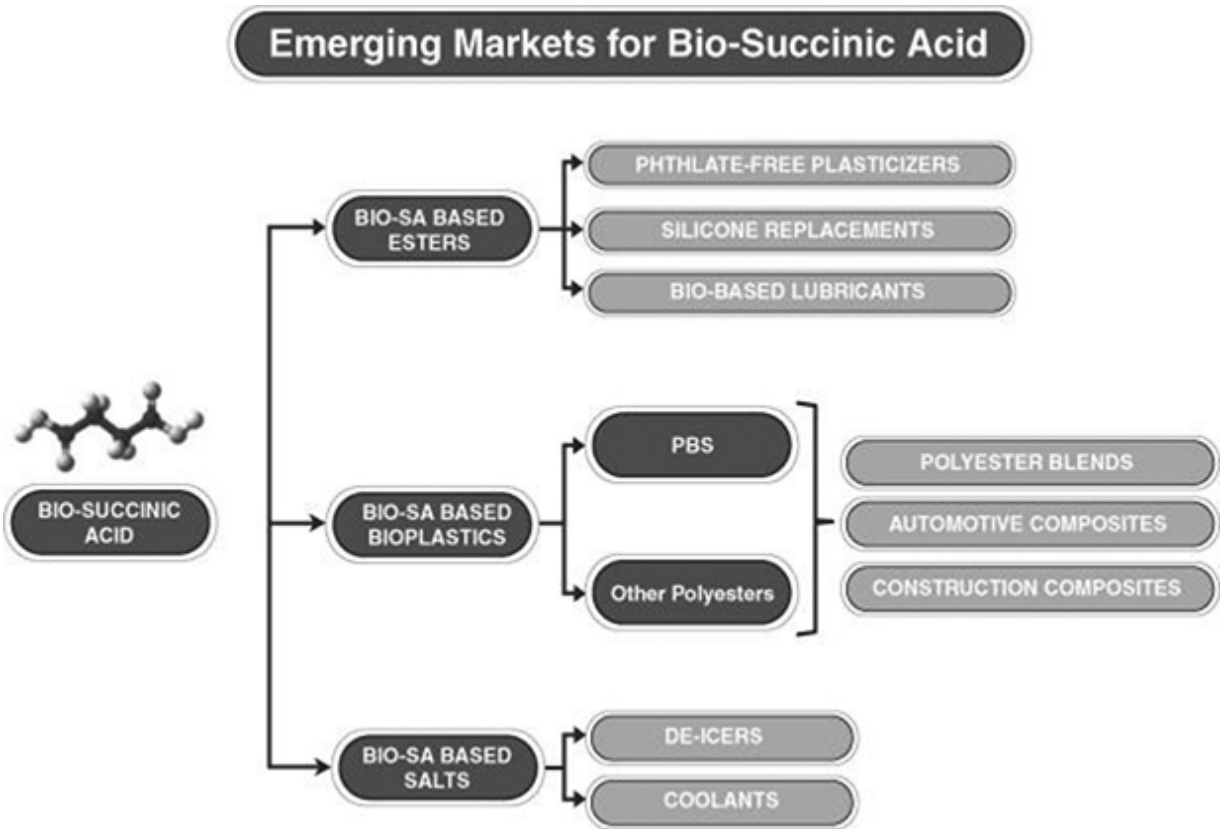 Emerging Markets for Bio-Succinic Acid
PHTHLATE-FREE PLASTICIZERS
BIO-SA BASED
ESTERS
SILICONE REPLACEMENTS
BIO-BASED LUBRICANTS
BIO-SUCCINIC
ACID
BIO-SA BASED
BIOPLASTICS
PBS
Other Polyesters
POLYESTER BLENDS
AUTOMOTIVE COMPOSITES
CONSTRUCTION COMPOSITES
BIO-SA BASED
SALTS
DE-ICERS
COOLANTS